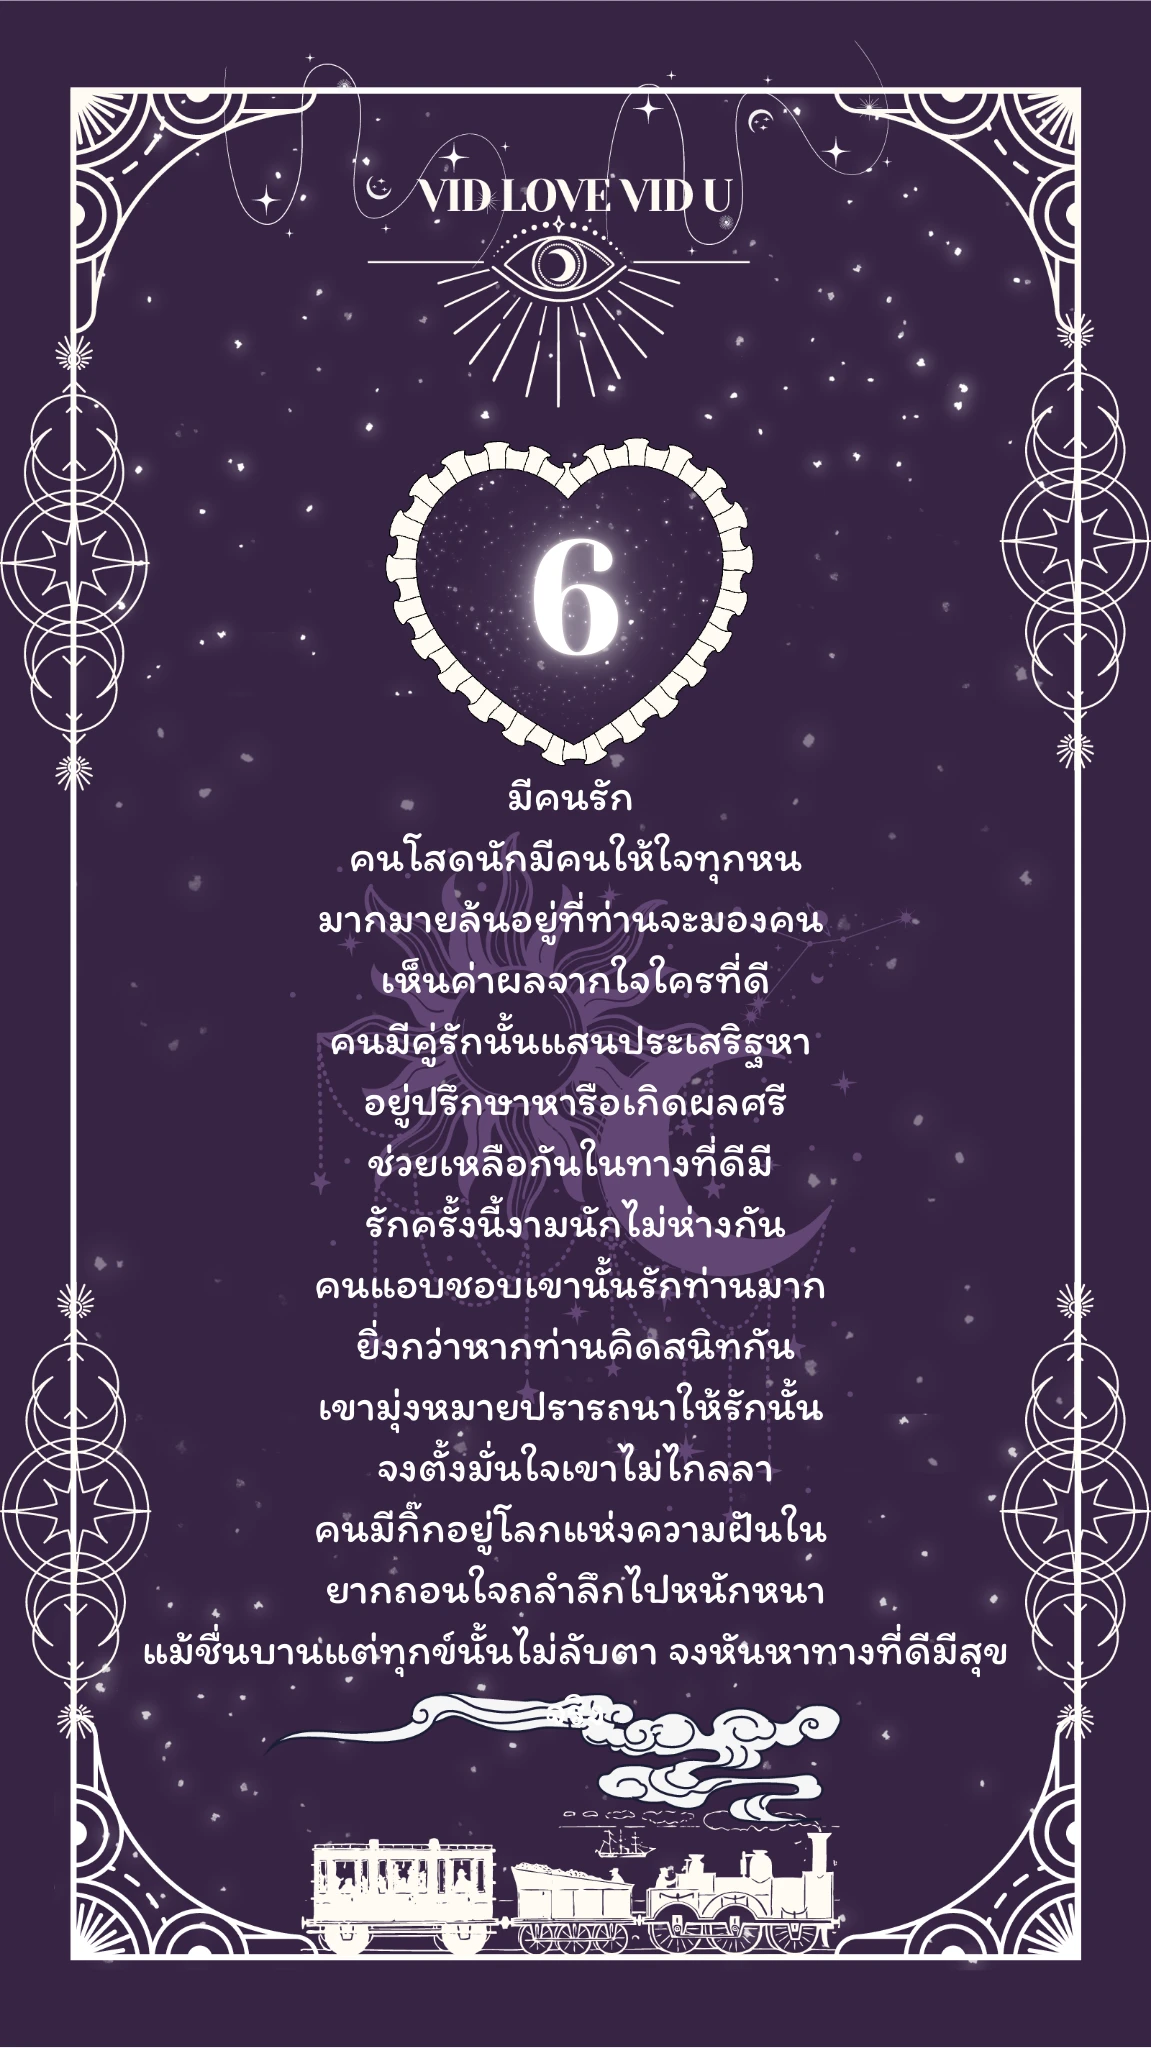 VID LOVE VID U
6
มีคนรัก
คนโสดนักมีคนให้ใจทุกหน
มากมายล้นอยู่ที่ท่านจะมองคน
เห็นค่าผลจากใจใครที่ดี
คนมีคู่รักนั้นแสนประเสริฐหา
อยู่ปรึกษาหารือเกิดผลศรี
ช่วยเหลือกันในทางที่ดีมี
รักครั้งนี้งามนักไม่ห่างกัน
คนแอบชอบเขานั้นรักท่านมาก
ยิ่งกว่าหากท่านคิดสนิทกัน
เขามุ่งหมายปรารถนาให้รักนั้น
จงตั้งมั่นใจเขาไม่ไกลลา
คนมีกิ๊กอยู่โลกแห่งความฝันใน
ยากถอนใจถลำลึกไปหนักหนา
แม้ชื่นบานแต่ทุกข์นั้นไม่ลับตา จงหันหาทางที่ดีมีสุข